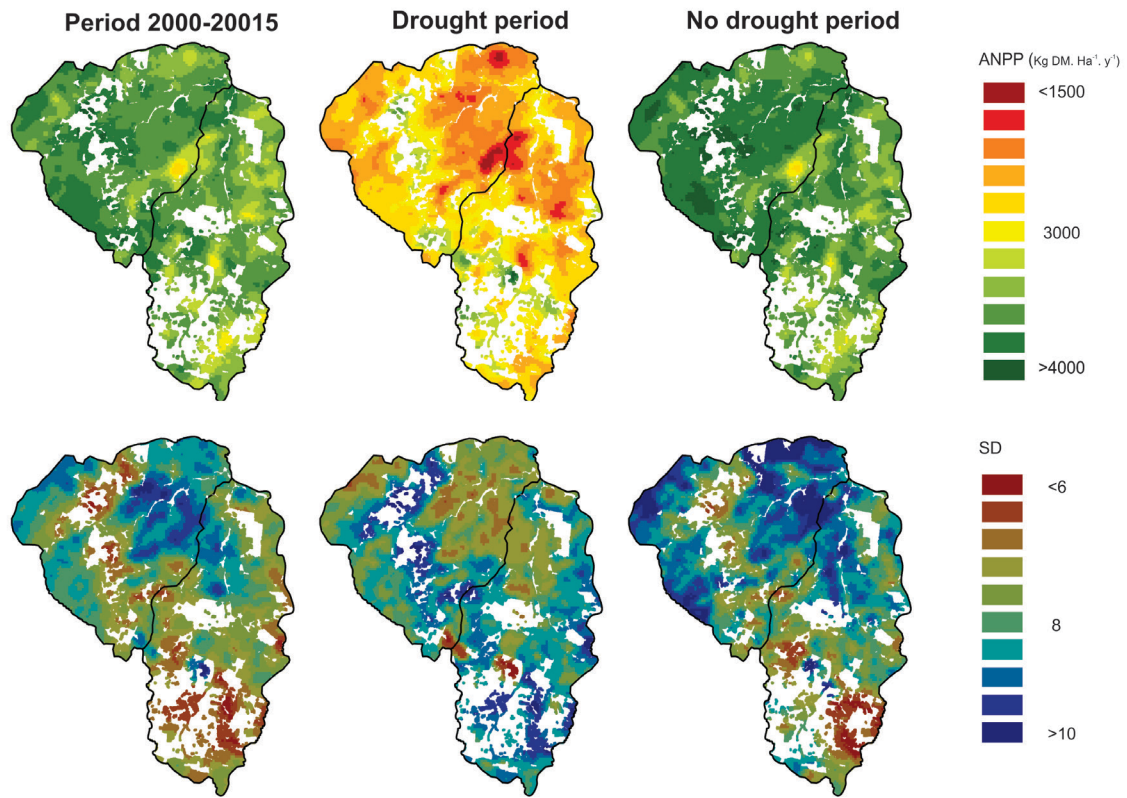 Period 2000-20015
Drought period
No drought period
ANPP (Kg DM. Ha⁻¹. y⁻¹)
<1500
3000
>4000
SD
<6
8
>10